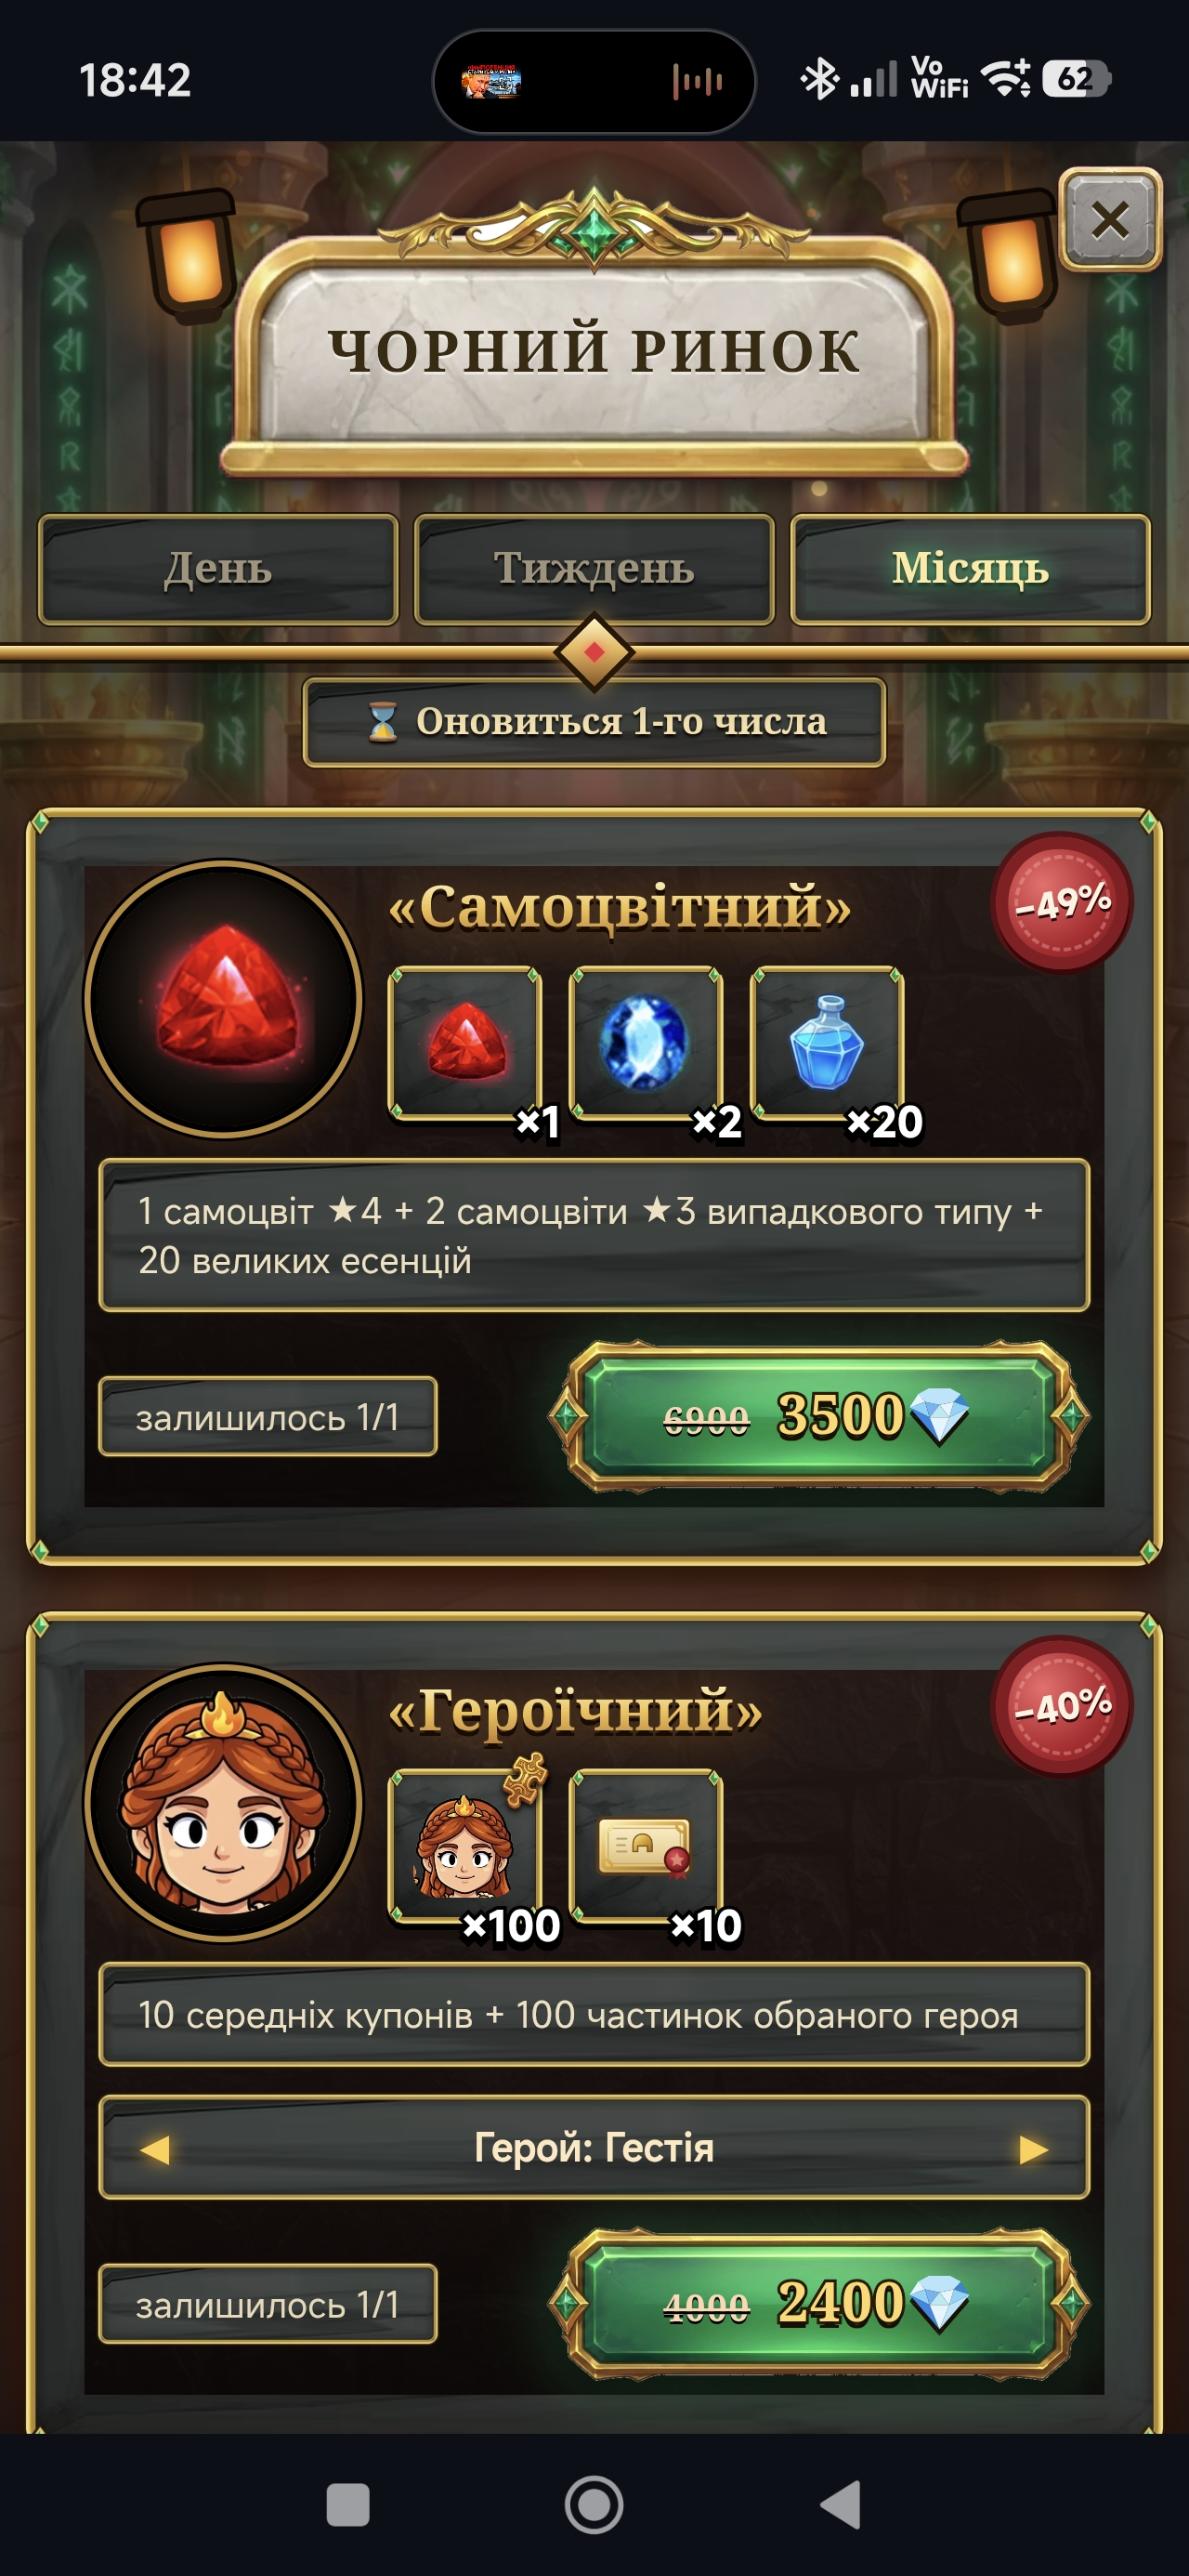 18:42
Vo
WiFi
62
ЧОРНИЙ РИНОК
День
Тиждень
Місяць
Оновиться 1-го числа
«Самоцвітний»
−49%
×1
×2
×20
1 самоцвіт ★4 + 2 самоцвіти ★3 випадкового типу +
20 великих есенцій
залишилось 1/1
6900 3500
«Героїчний»
−40%
×100
×10
10 середніх купонів + 100 частинок обраного героя
◀ Герой: Гестія ▶
залишилось 1/1
4000 2400